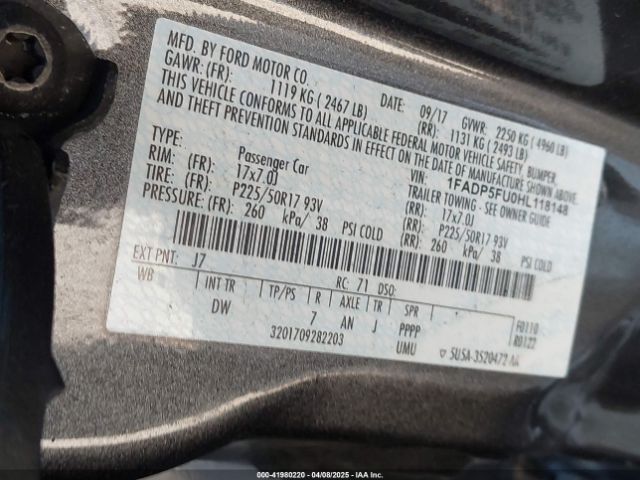 MFD. BY FORD MOTOR CO.
DATE: 09/17 GVWR: 2250 KG ( 4960 LB)
GAWR:(FR): 1119 KG ( 2467 LB) (RR): 1131 KG ( 2493 LB)
THIS VEHICLE CONFORMS TO ALL APPLICABLE FEDERAL MOTOR VEHICLE SAFETY, BUMPER,
AND THEFT PREVENTION STANDARDS IN EFFECT ON THE DATE OF MANUFACTURE SHOWN ABOVE.
VIN: 1FADP5FU0HL118148
TYPE: Passenger Car TRAILER TOWING - SEE OWNER GUIDE
RIM: (FR): 17x7.0J (RR): 17x7.0J
TIRE: (FR): P225/50R17 93V (RR): P225/50R17 93V
PRESSURE: (FR): 260 kPa/ 38 PSI COLD (RR): 260 kPa/ 38 PSI COLD
EXT PNT: J7 RC: 71 DSO:
WB INT TR TP/PS R AXLE TR SPR
DW 7 AN J PPPP F0110
3201709282203 UMU R0122
▽ 5USA-3520472-AA
000-41980220 - 04/08/2025 - IAAI.COM